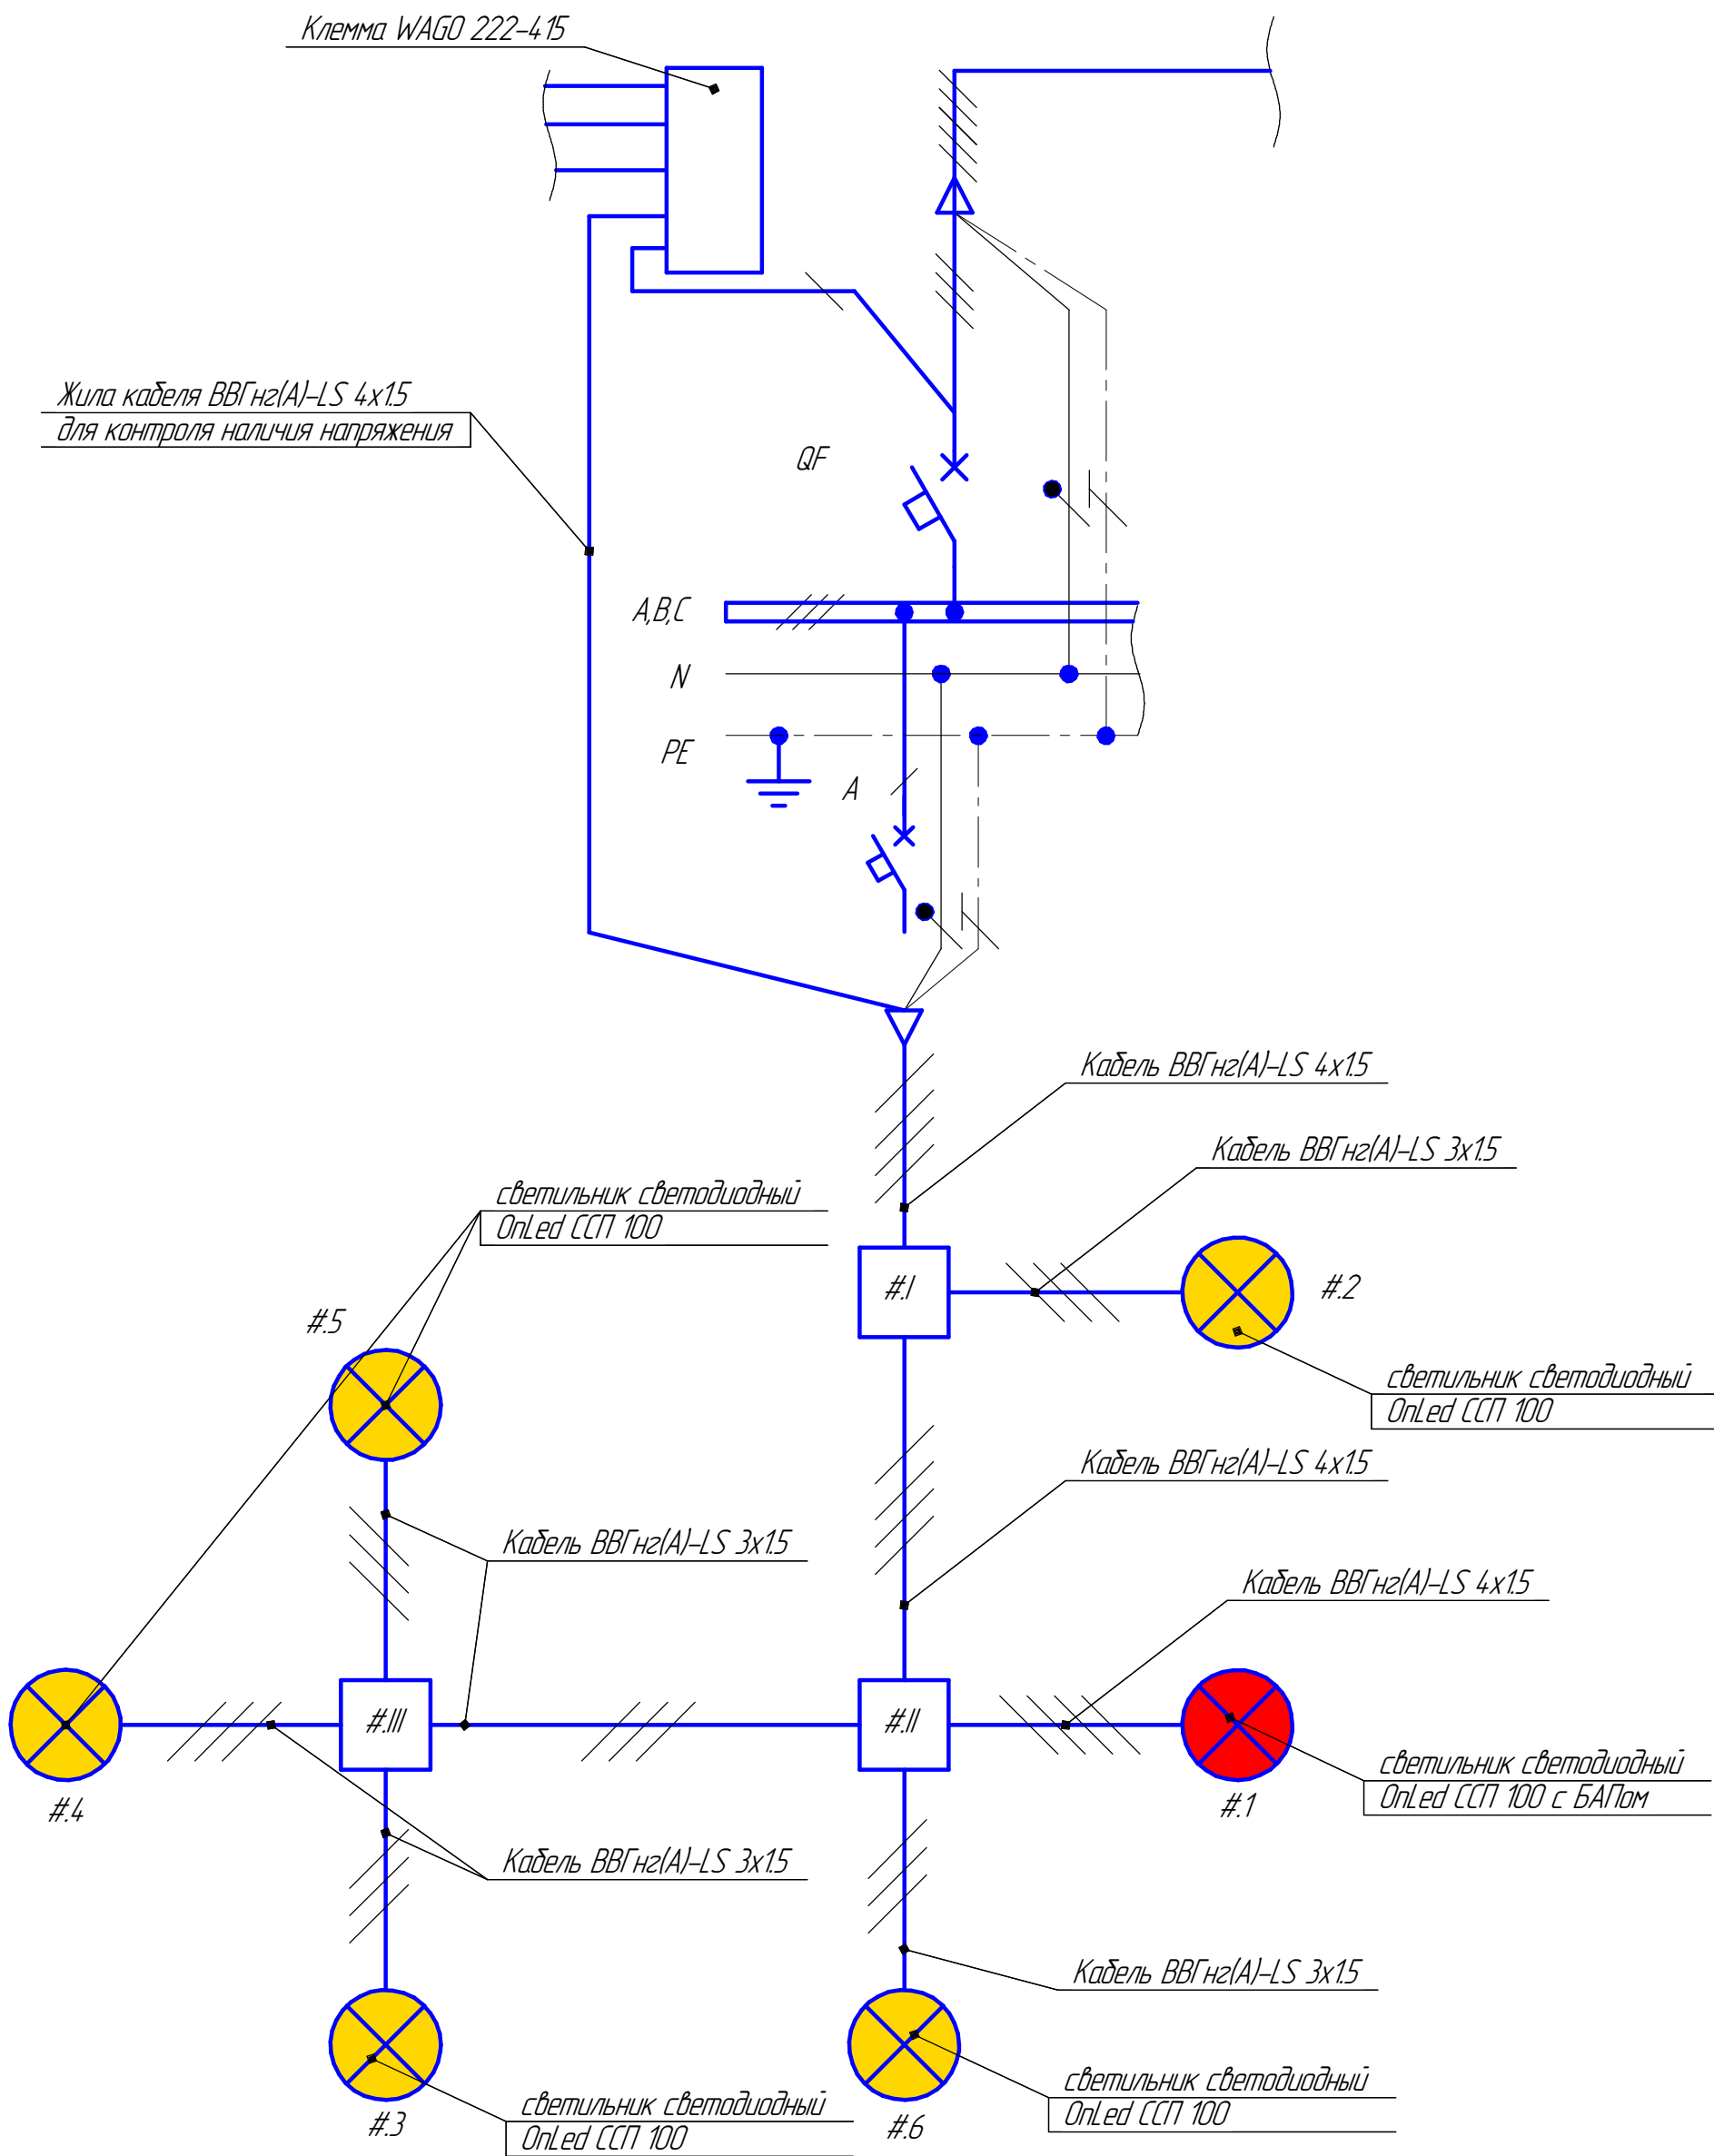 Клемма WAGO 222-415
Жила кабеля ВВГнг(А)-LS 4х1.5
для контроля наличия напряжения
QF
A,B,C
N
PE
A
Кабель ВВГнг(А)-LS 4х1.5
Кабель ВВГнг(А)-LS 3х1.5
светильник светодиодный
OnLed ССП 100
#.I
#.2
#.5
светильник светодиодный
OnLed ССП 100
Кабель ВВГнг(А)-LS 4х1.5
Кабель ВВГнг(А)-LS 3х1.5
Кабель ВВГнг(А)-LS 4х1.5
#.III
#.II
светильник светодиодный
OnLed ССП 100 с БАПом
#.4
#.1
Кабель ВВГнг(А)-LS 3х1.5
Кабель ВВГнг(А)-LS 3х1.5
светильник светодиодный
OnLed ССП 100
светильник светодиодный
OnLed ССП 100
#.3
#.6